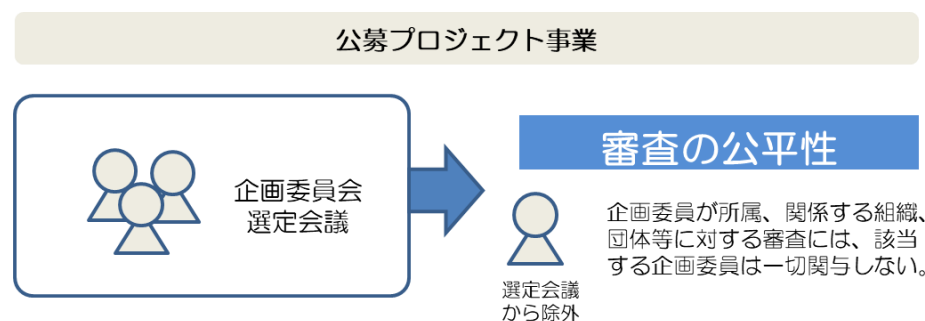 公募プロジェクト事業
企画委員会
選定会議
審査の公平性
企画委員が所属、関係する組織、
団体等に対する審査には、該当
する企画委員は一切関与しない。
選定会議
から除外